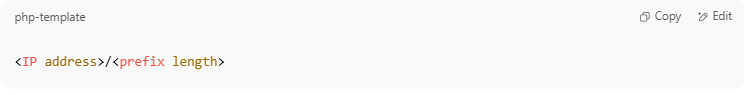 php-template
Copy
Edit
<IP address>/<prefix length>